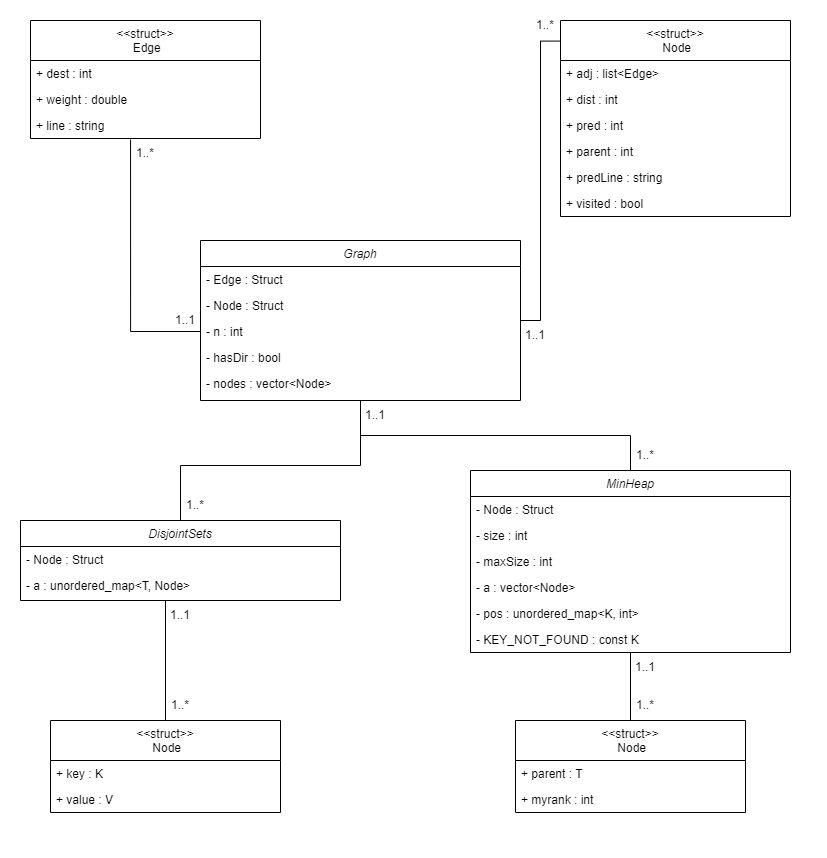 <<struct>>
Edge
+ dest : int
+ weight : double
+ line : string
1..*
1..*
<<struct>>
Node
+ adj : list<Edge>
+ dist : int
+ pred : int
+ parent : int
+ predLine : string
+ visited : bool
Graph
- Edge : Struct
- Node : Struct
- n : int
- hasDir : bool
- nodes : vector<Node>
1..1
1..1
1..1
1..*
1..*
DisjointSets
- Node : Struct
- a : unordered_map<T, Node>
1..1
1..*
MinHeap
- Node : Struct
- size : int
- maxSize : int
- a : vector<Node>
- pos : unordered_map<K, int>
- KEY_NOT_FOUND : const K
1..1
1..*
<<struct>>
Node
+ key : K
+ value : V
<<struct>>
Node
+ parent : T
+ myrank : int